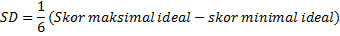 SD = 1/6 (Skor maksimal ideal − skor minimal ideal)